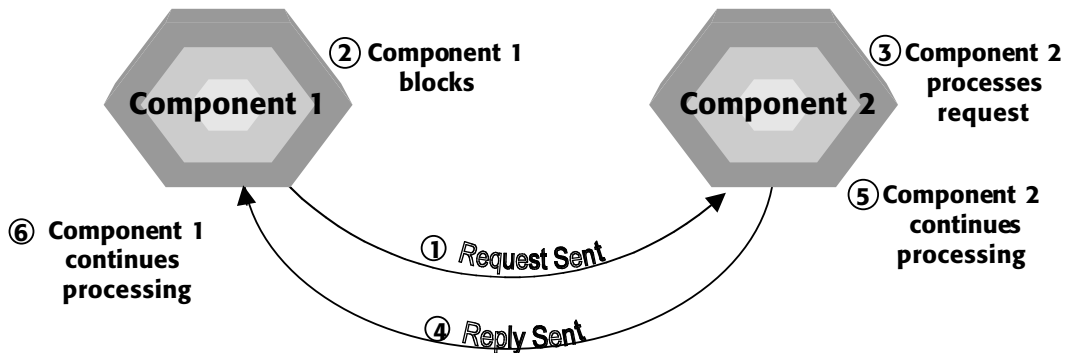 ② Component 1
blocks
③ Component 2
processes
request
Component 1
Component 2
⑤ Component 2
continues
processing
⑥ Component 1
continues
processing
① Request Sent
④ Reply Sent